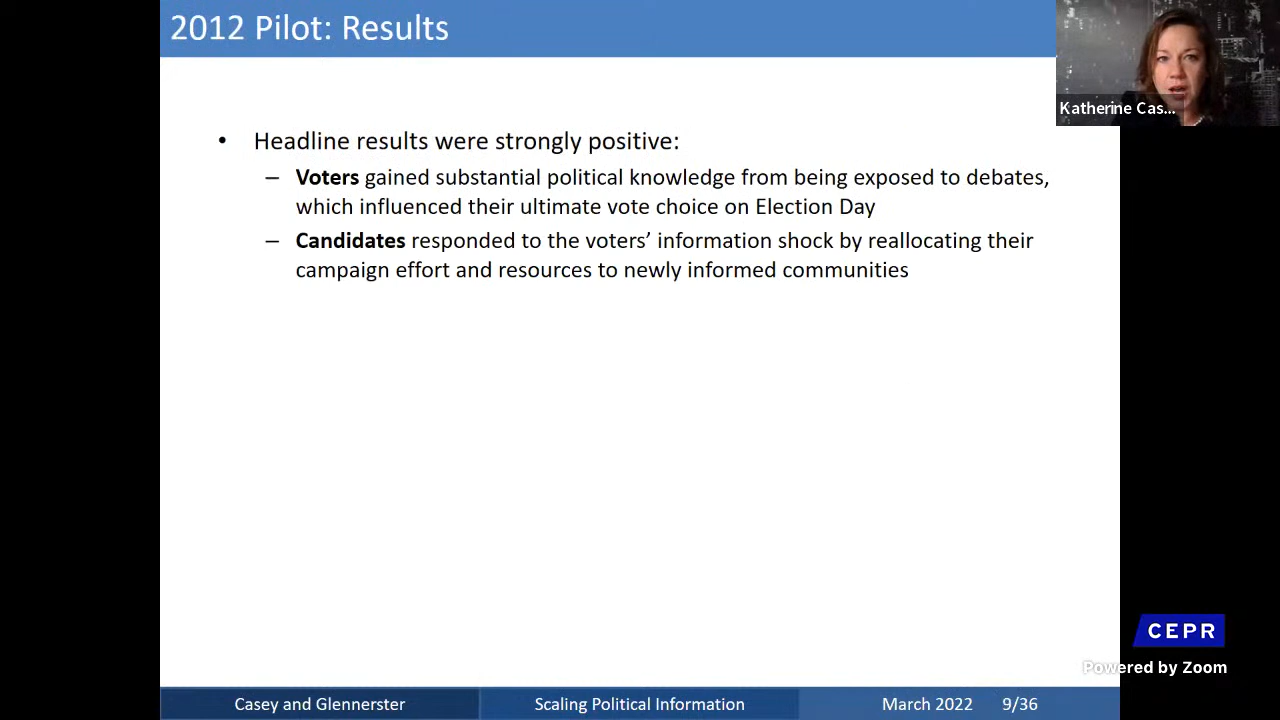 2012 Pilot: Results
Katherine Cas...
• Headline results were strongly positive:
– Voters gained substantial political knowledge from being exposed to debates,
which influenced their ultimate vote choice on Election Day
– Candidates responded to the voters’ information shock by reallocating their
campaign effort and resources to newly informed communities
CEPR
Powered by Zoom
Casey and Glennerster
Scaling Political Information
March 2022 9/36